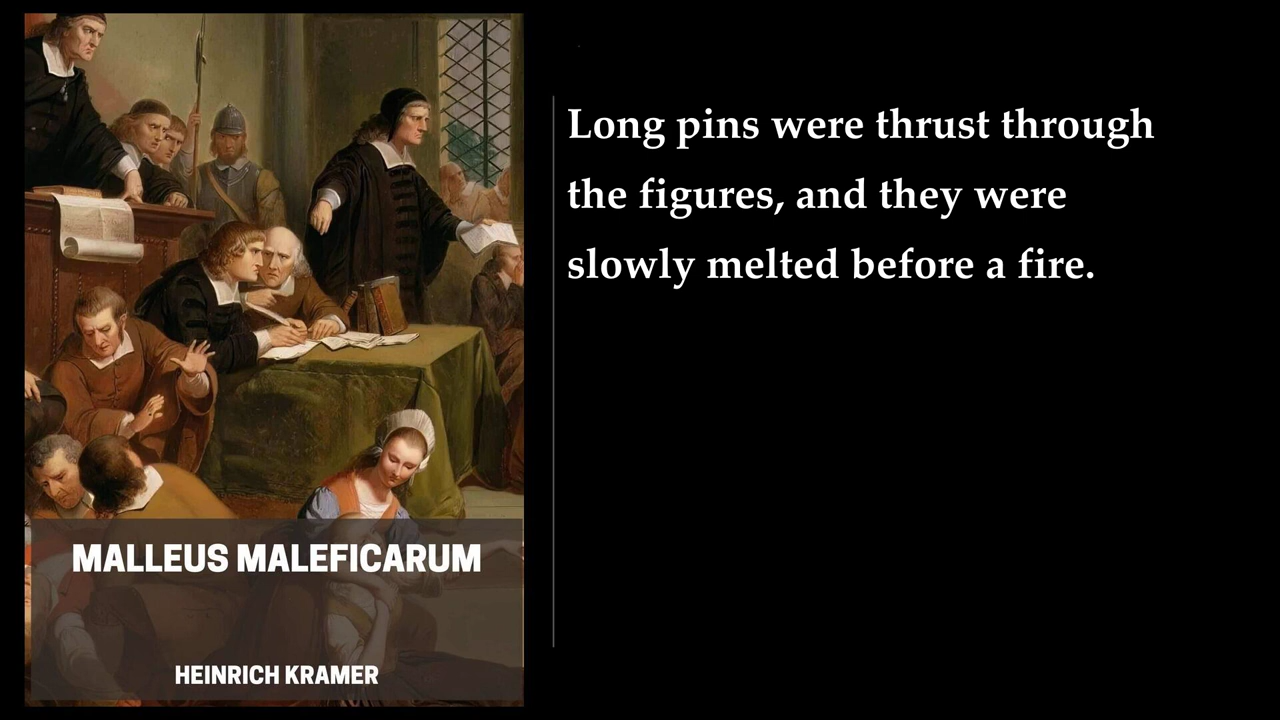 MALLEUS MALEFICARUM
HEINRICH KRAMER
Long pins were thrust through
the figures, and they were
slowly melted before a fire.